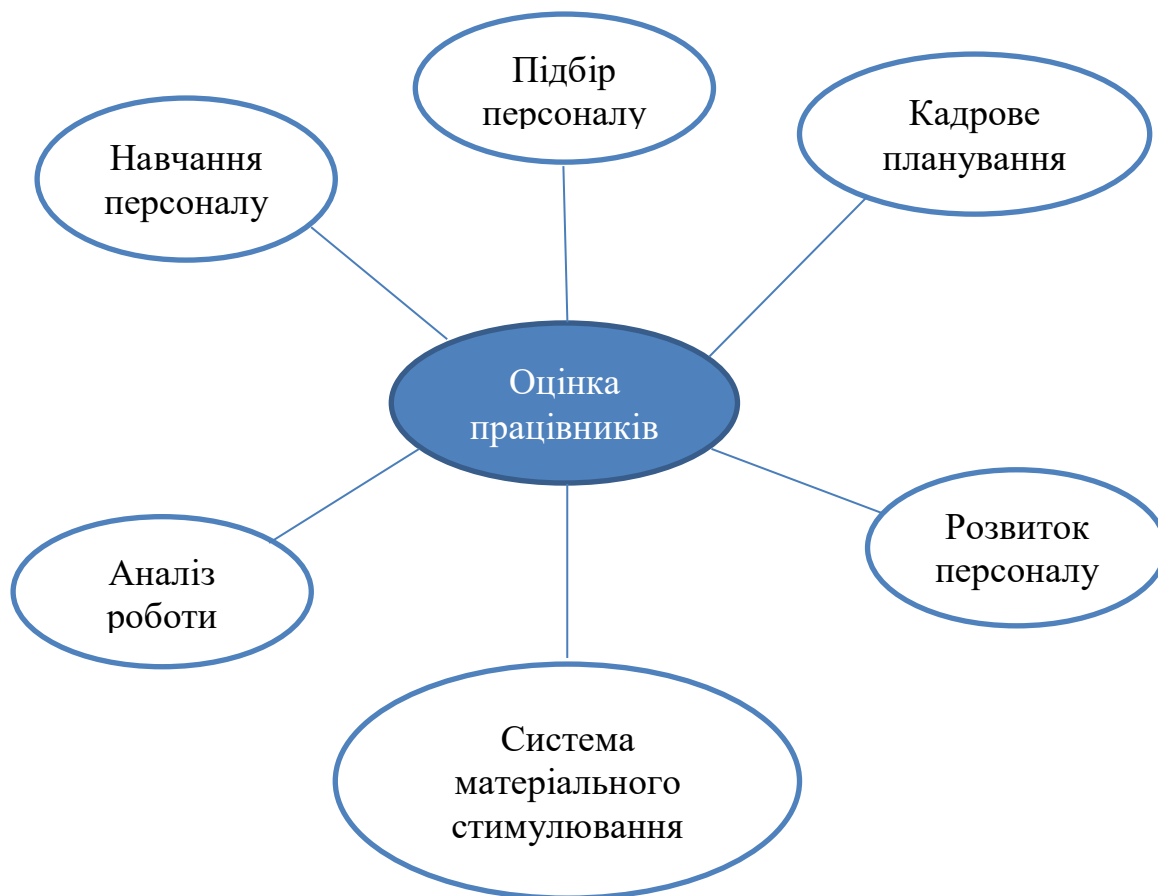 Підбір
персоналу
Кадрове
планування
Навчання
персоналу
Оцінка
працівників
Розвиток
персоналу
Аналіз
роботи
Система
матеріального
стимулювання